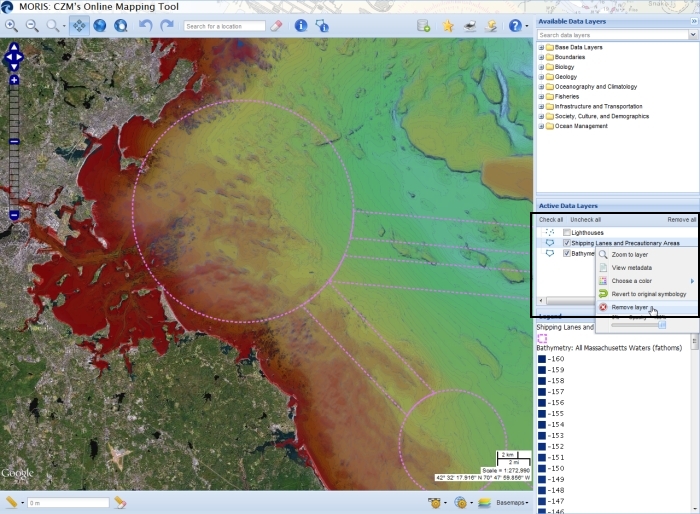 MORIS: CZM's Online Mapping Tool
Search for a location
Available Data Layers
Search data layers
Base Data Layers
Boundaries
Biology
Geology
Oceanography and Climatology
Fisheries
Infrastructure and Transportation
Society, Culture, and Demographics
Ocean Management
Active Data Layers
Check all Uncheck all Remove all
Lighthouses
Shipping Lanes and Precautionary Areas
Bathyme
Zoom to layer
View metadata
Choose a color
Revert to original symbology
Remove layer
Legend
Shipping Lanes and
Bathymetry: All Massachusetts Waters (fathoms)
-160
-159
-158
-157
-156
-155
-154
-153
-152
-151
-150
-149
-148
-147
-146
Google
2 km
2 mi
Scale = 1:272,990
42° 32' 17.916" N 70° 47' 59.856" W
0 m
Basemaps